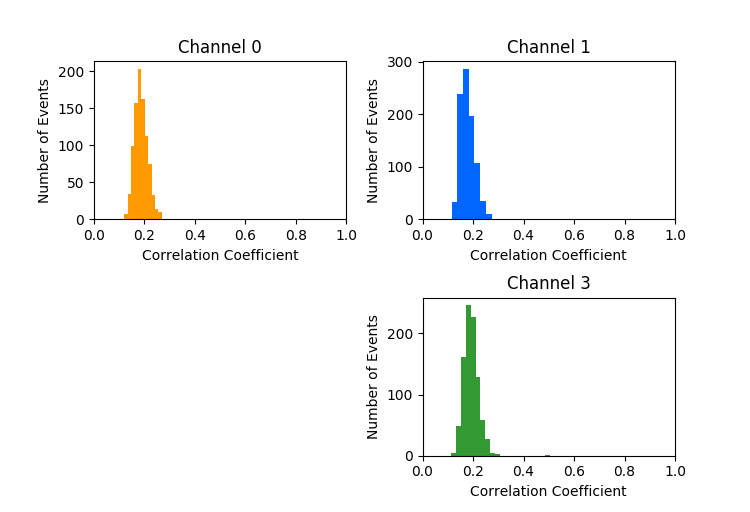 Channel 0
Number of Events
200
150
100
50
0
0.0 0.2 0.4 0.6 0.8 1.0
Correlation Coefficient
Channel 1
Number of Events
300
200
100
0
0.0 0.2 0.4 0.6 0.8 1.0
Correlation Coefficient
Channel 3
Number of Events
200
100
0
0.0 0.2 0.4 0.6 0.8 1.0
Correlation Coefficient